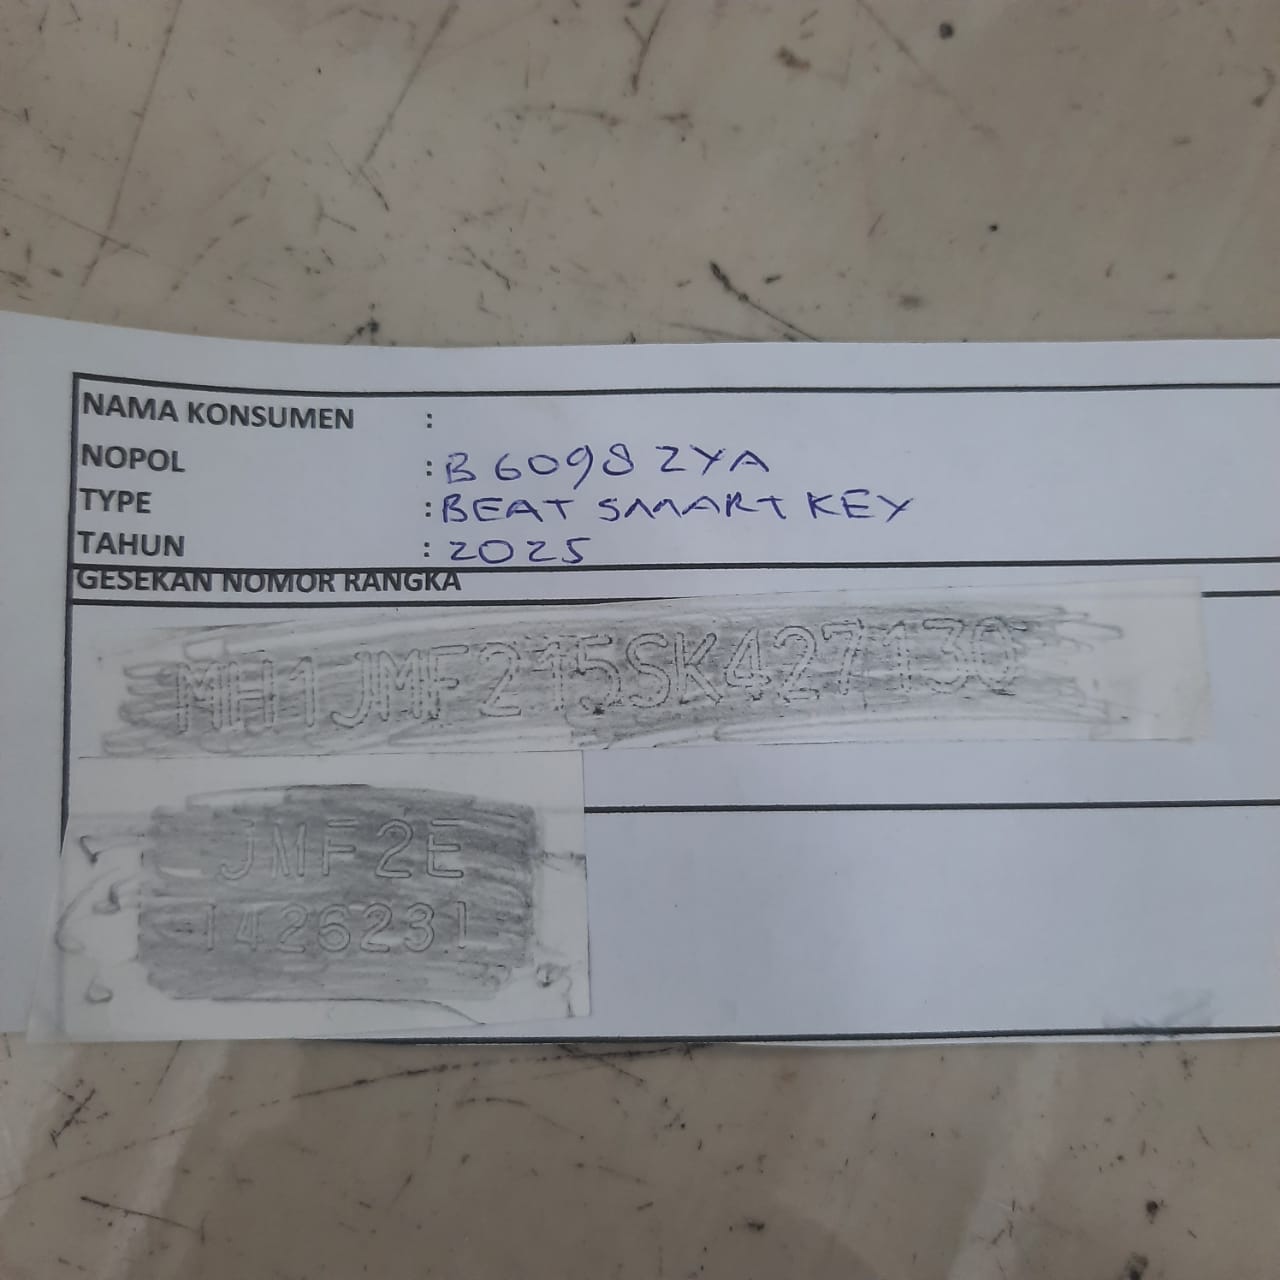 NAMA KONSUMEN :
NOPOL : B 6098 ZYA
TYPE : BEAT SMART KEY
TAHUN : 2025
GESEKAN NOMOR RANGKA
MH1JMF215SK427130
JMF2E
1426231